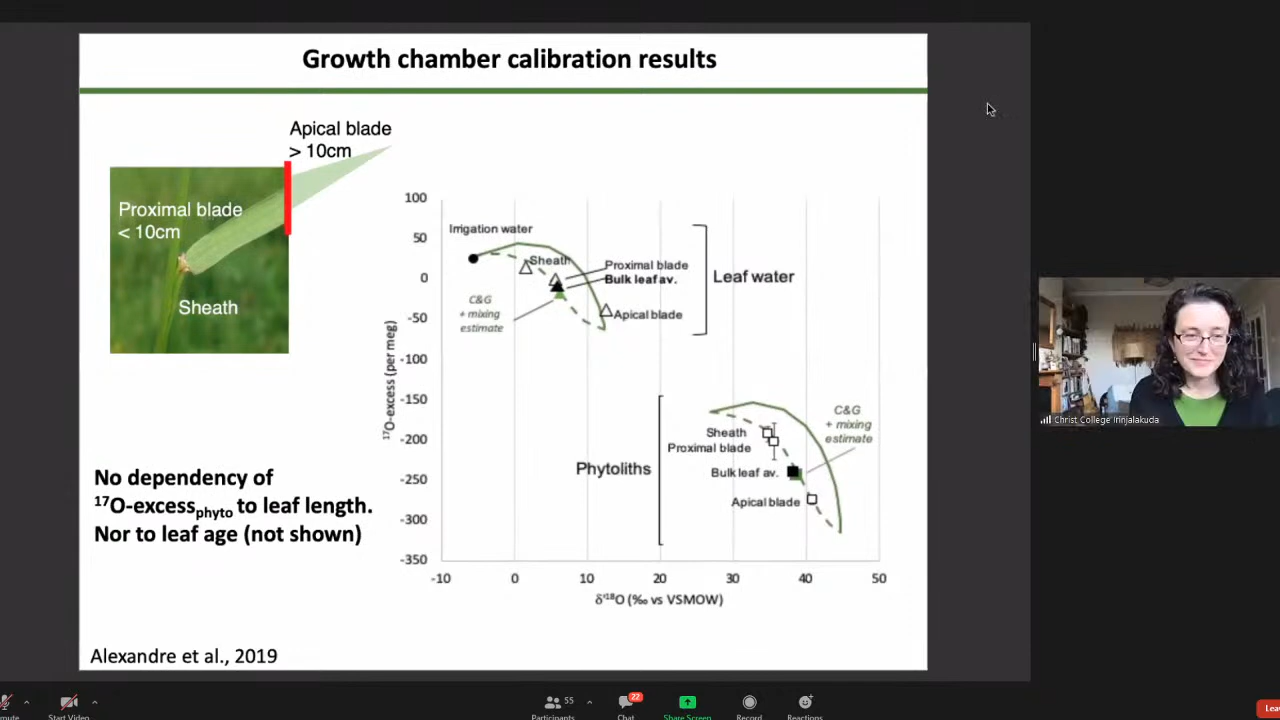 Growth chamber calibration results
Apical blade
> 10cm
Proximal blade
< 10cm
Sheath
100
50
0
-50
-100
-150
-200
-250
-300
-350
-10
0
10
20
30
40
50
¹⁷O-excess (per meg)
δ'¹⁸O (‰ vs VSMOW)
Irrigation water
Sheath
Proximal blade
Bulk leaf av.
Apical blade
Leaf water
C&G
+ mixing
estimate
C&G
+ mixing
estimate
Sheath
Proximal blade
Bulk leaf av.
Apical blade
Phytoliths
No dependency of
¹⁷O-excessphyto to leaf length.
Nor to leaf age (not shown)
Alexandre et al., 2019
Christ College Irinjalakuda
mute
Start Video
55
Participants
22
Chat
Share Screen
Record
Reactions
Lea